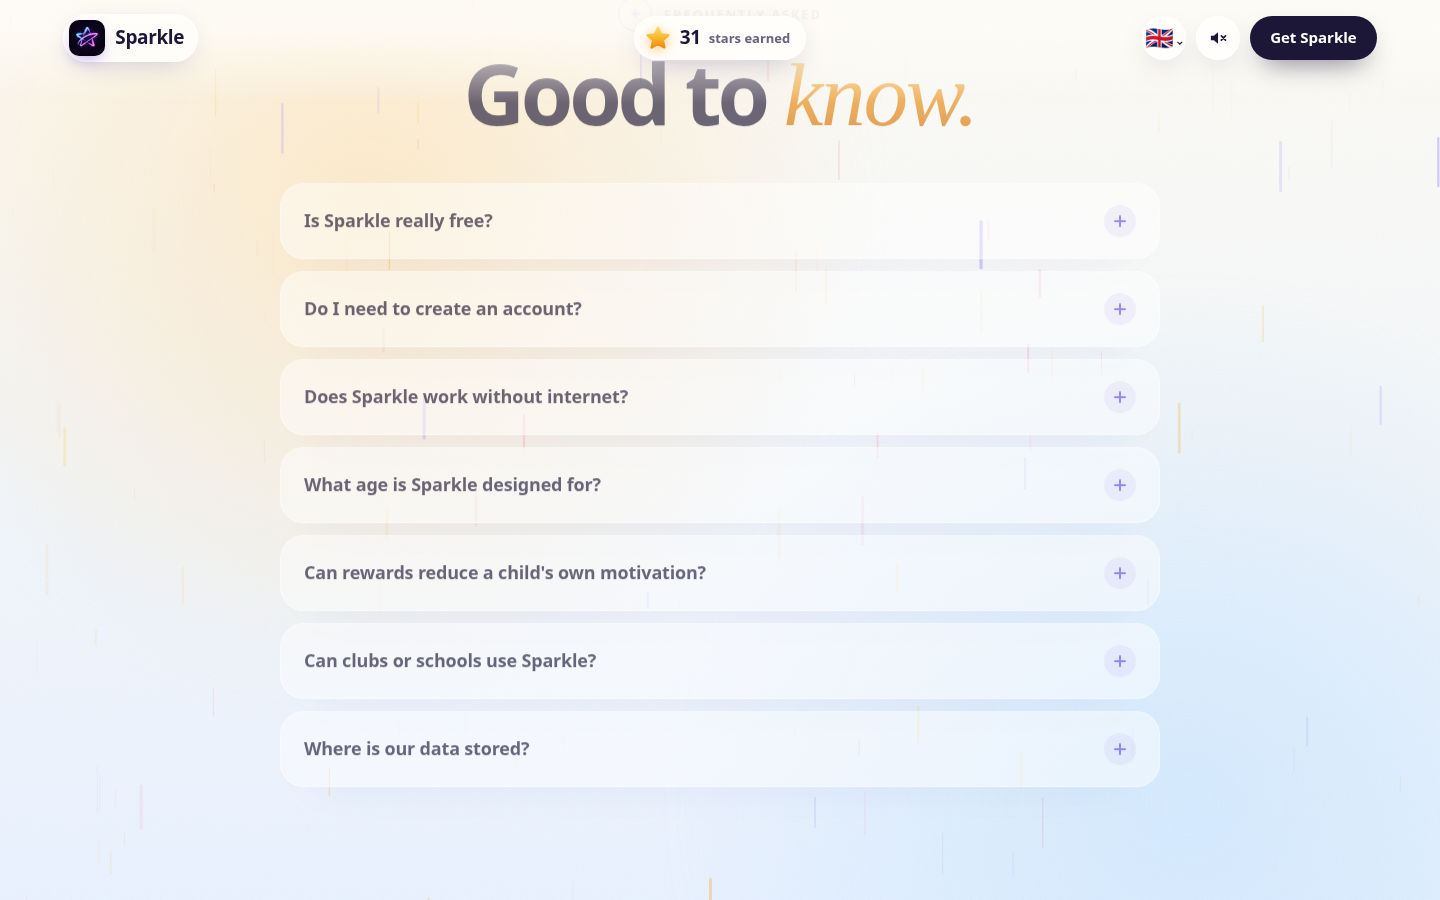 FREQUENTLY ASKED
Sparkle
31 stars earned
Get Sparkle
Good to know.
Is Sparkle really free?
Do I need to create an account?
Does Sparkle work without internet?
What age is Sparkle designed for?
Can rewards reduce a child's own motivation?
Can clubs or schools use Sparkle?
Where is our data stored?